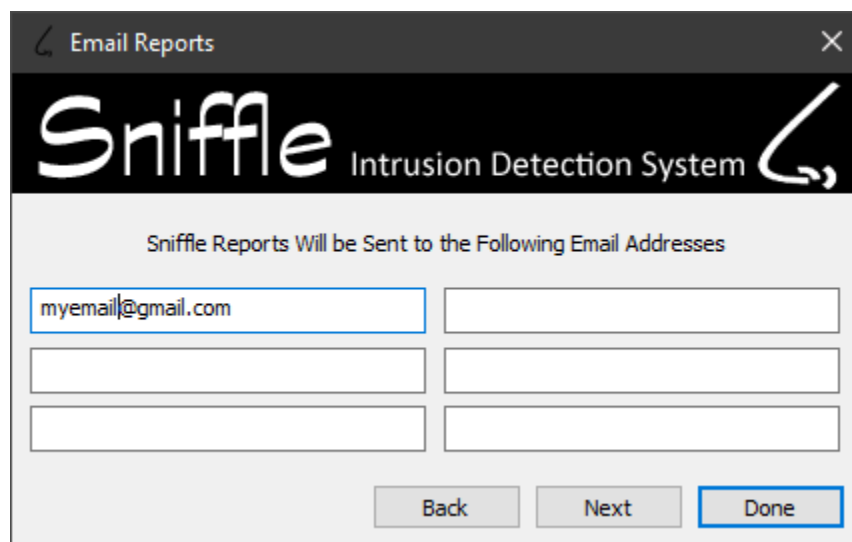 Email Reports
Sniffle Intrusion Detection System
Sniffle Reports Will be Sent to the Following Email Addresses
myemail@gmail.com
Back Next Done